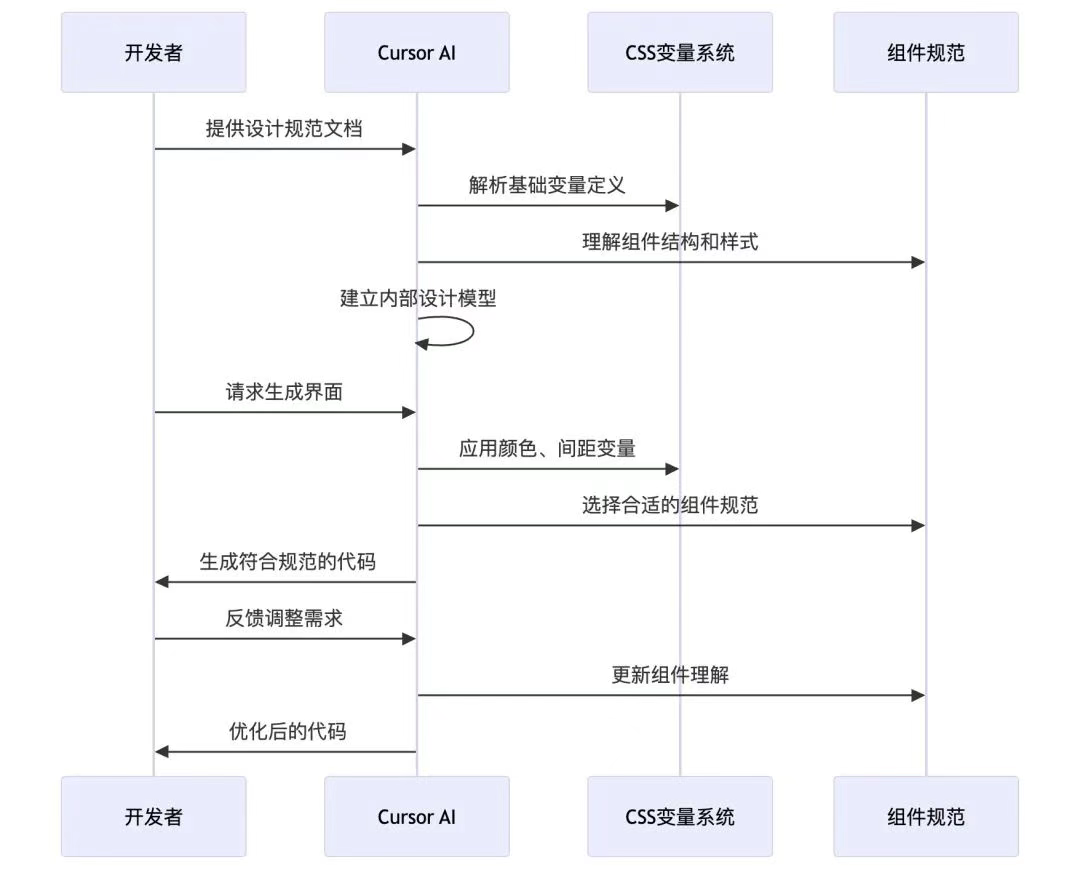 开发者
Cursor AI
CSS变量系统
组件规范
提供设计规范文档
解析基础变量定义
理解组件结构和样式
建立内部设计模型
请求生成界面
应用颜色、间距变量
选择合适的组件规范
生成符合规范的代码
反馈调整需求
更新组件理解
优化后的代码
开发者
Cursor AI
CSS变量系统
组件规范